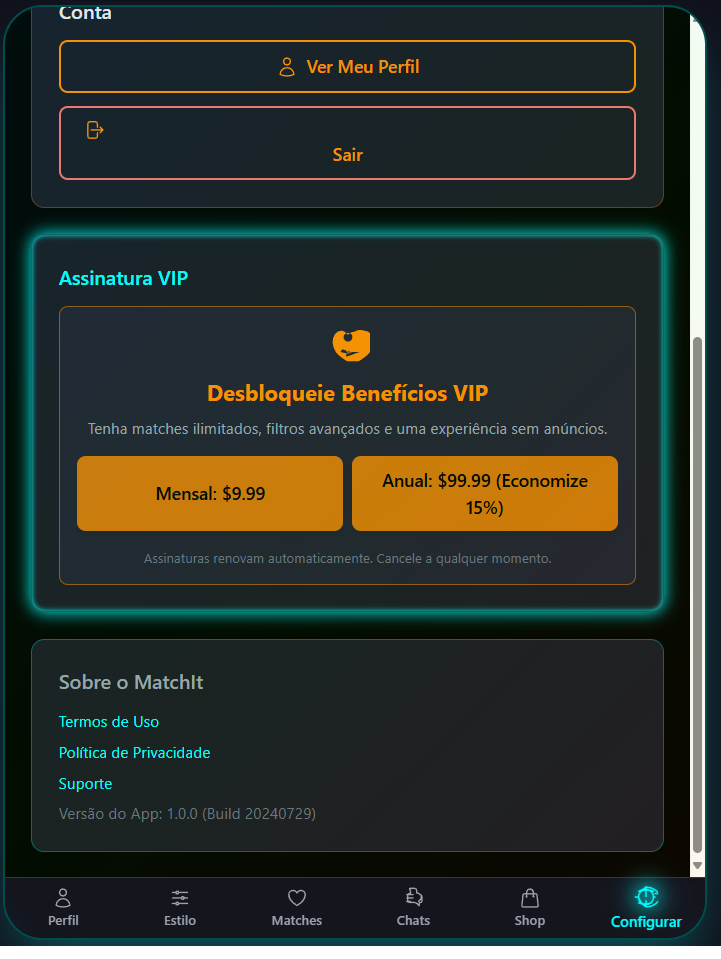 Conta
Ver Meu Perfil
Sair
Assinatura VIP
Desbloqueie Benefícios VIP
Tenha matches ilimitados, filtros avançados e uma experiência sem anúncios.
Mensal: $9.99
Anual: $99.99 (Economize
15%)
Assinaturas renovam automaticamente. Cancele a qualquer momento.
Sobre o MatchIt
Termos de Uso
Política de Privacidade
Suporte
Versão do App: 1.0.0 (Build 20240729)
Perfil
Estilo
Matches
Chats
Shop
Configurar